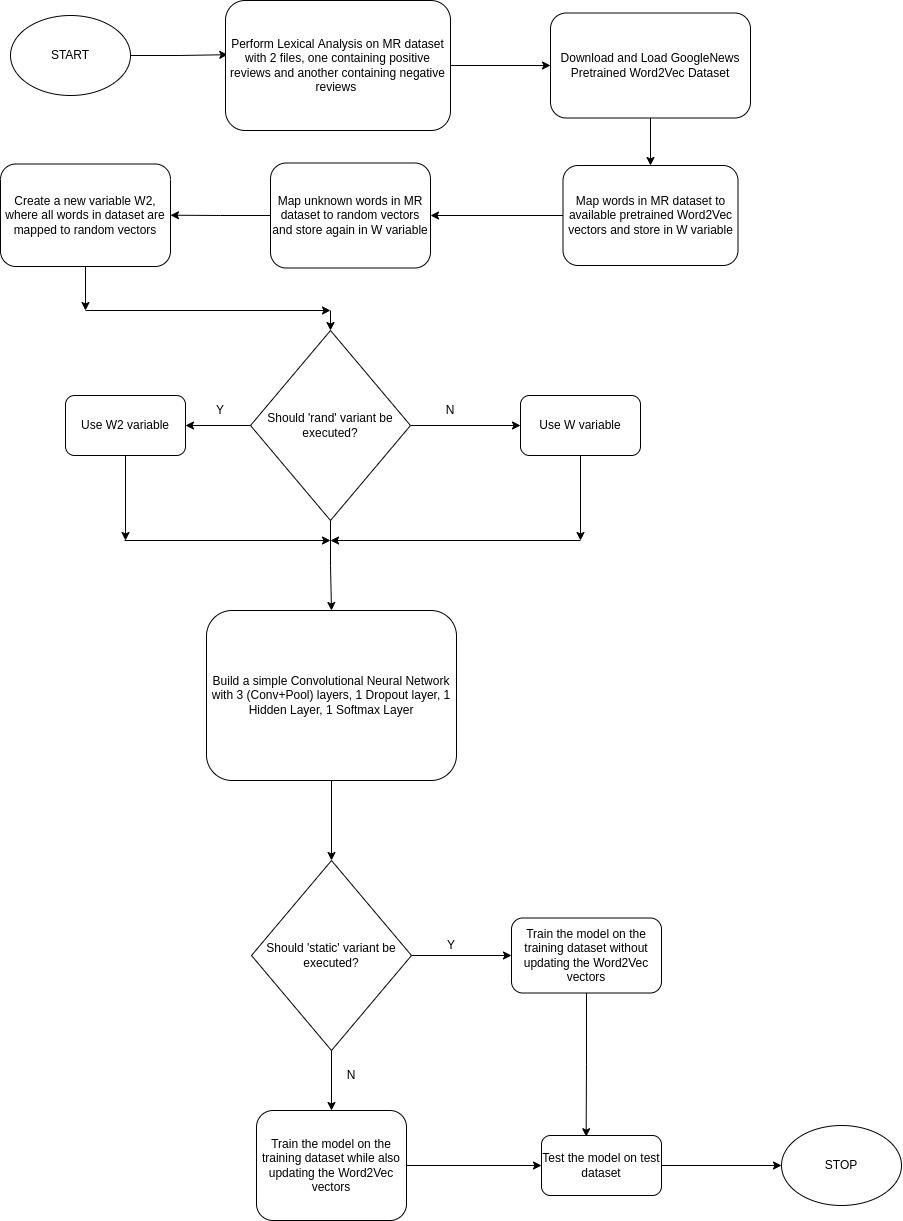 START
Perform Lexical Analysis on MR dataset
with 2 files, one containing positive
reviews and another containing negative
reviews
Download and Load GoogleNews
Pretrained Word2Vec Dataset
Create a new variable W2,
where all words in dataset are
mapped to random vectors
Map unknown words in MR
dataset to random vectors
and store again in W variable
Map words in MR dataset to
available pretrained Word2Vec
vectors and store in W variable
Should 'rand' variant be
executed?
Y
N
Use W2 variable
Use W variable
Build a simple Convolutional Neural Network
with 3 (Conv+Pool) layers, 1 Dropout layer, 1
Hidden Layer, 1 Softmax Layer
Should 'static' variant be
executed?
Y
Train the model on the
training dataset without
updating the Word2Vec
vectors
N
Train the model on the
training dataset while also
updating the Word2Vec
vectors
Test the model on test
dataset
STOP